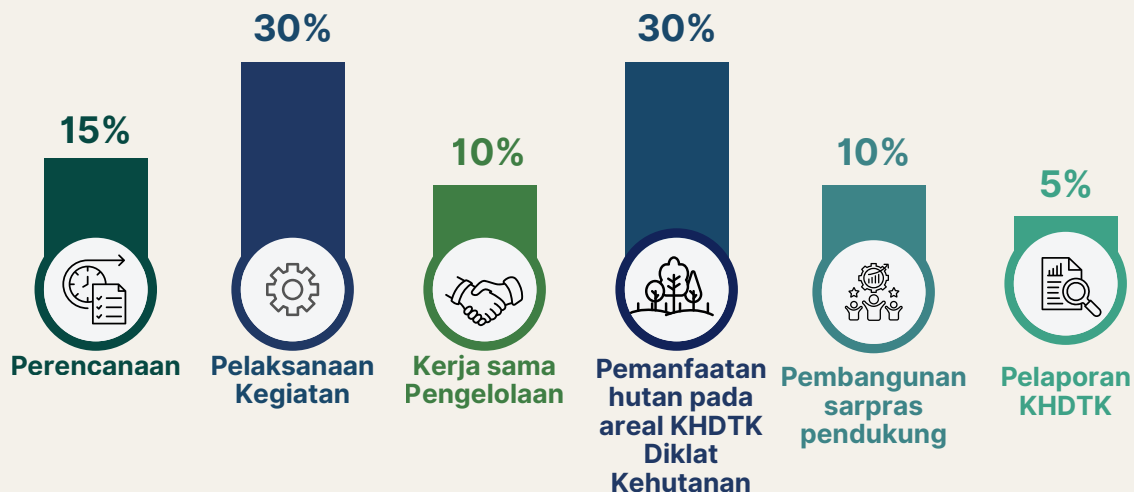 15%
Perencanaan
30%
Pelaksanaan
Kegiatan
10%
Kerja sama
Pengelolaan
30%
Pemanfaatan
hutan pada
areal KHDTK
Diklat
Kehutanan
10%
Pembangunan
sarpras
pendukung
5%
Pelaporan
KHDTK